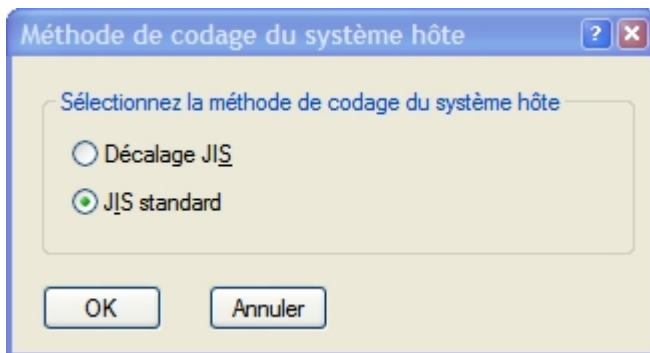 Méthode de codage du système hôte
Sélectionnez la méthode de codage du système hôte
Décalage JIS
JIS standard
OK Annuler